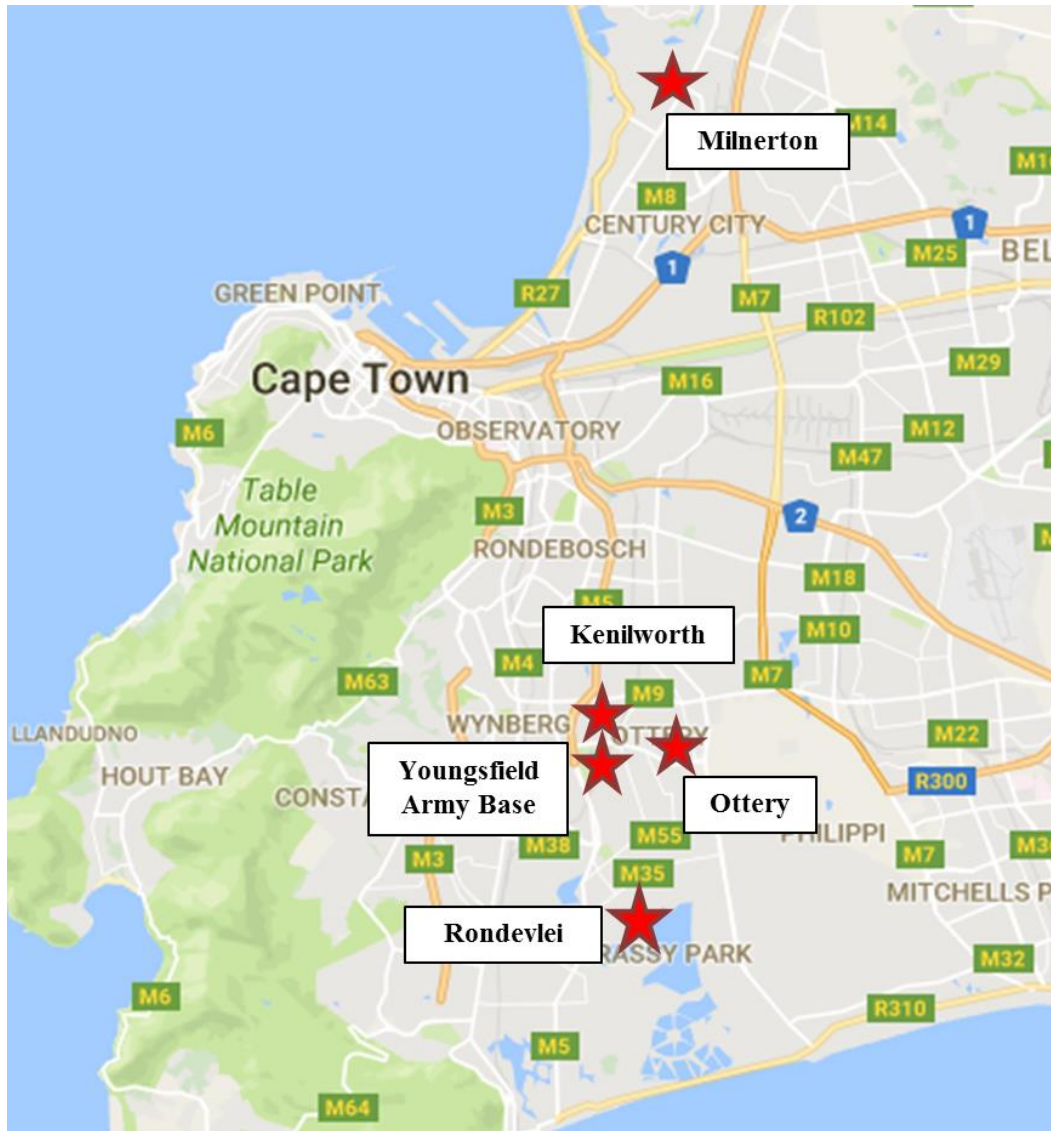 Milnerton
M14
M8
CENTURY CITY
1
1
M25
GREEN POINT
R27
M7
R102
Cape Town
M16
M29
M6
OBSERVATORY
M12
M47
Table
Mountain
National Park
M3
2
RONDEBOSCH
M18
M5
Kenilworth
M10
M4
M63
M9
M7
LLANDUDNO
WYNBERG
OTTERY
M22
HOUT BAY
Youngsfield
Army Base
Ottery
R300
M38
M55
PHILIPPI
M3
M35
M7
MITCHELLS P
Rondevlei
RASSY PARK
M32
M6
R310
M5
M64